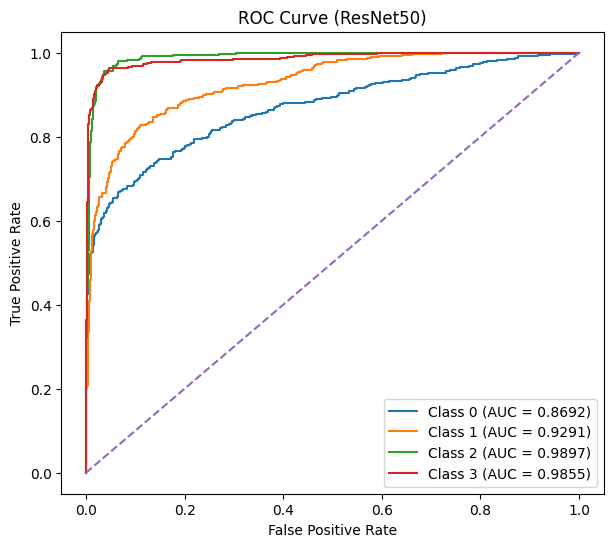 ROC Curve (ResNet50)
True Positive Rate
1.0
0.8
0.6
0.4
0.2
0.0
0.0 0.2 0.4 0.6 0.8 1.0
False Positive Rate
Class 0 (AUC = 0.8692)
Class 1 (AUC = 0.9291)
Class 2 (AUC = 0.9897)
Class 3 (AUC = 0.9855)